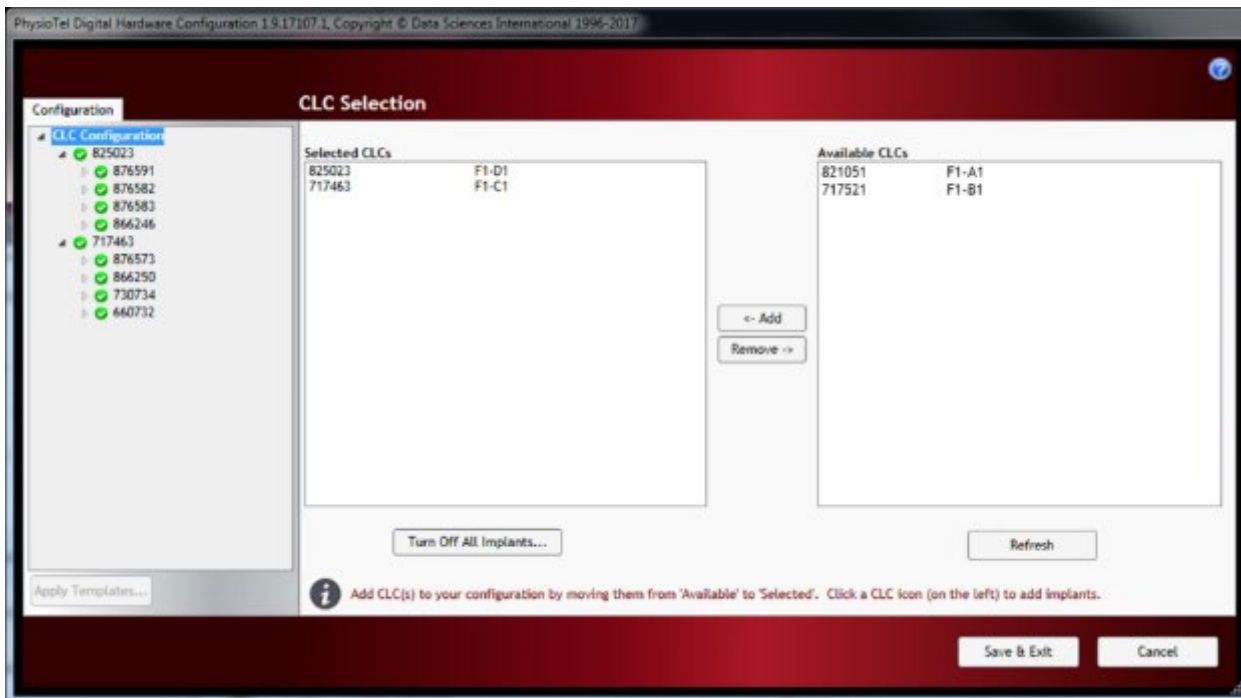 PhysioTel Digital Hardware Configuration 1.9.17107.1, Copyright © Data Sciences International 1996-2017
?
Configuration
CLC Selection
CLC Configuration
825023
876591
876582
876583
866246
717463
876573
866250
730734
660732
Selected CLCs
825023 F1-D1
717463 F1-C1
Available CLCs
821051 F1-A1
717521 F1-B1
<- Add
Remove ->
Turn Off All Implants...
Refresh
Apply Templates...
i Add CLC(s) to your configuration by moving them from 'Available' to 'Selected'. Click a CLC icon (on the left) to add implants.
Save & Exit
Cancel